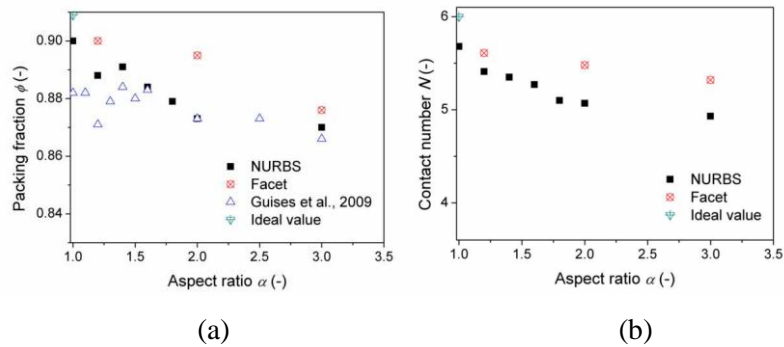 0.90
0.88
0.86
0.84
Packing fraction ϕ (-)
NURBS
Facet
Guises et al., 2009
Ideal value
1.0 1.5 2.0 2.5 3.0 3.5
Aspect ratio α (-)
(a)
6
5
4
Contact number N (-)
NURBS
Facet
Ideal value
1.0 1.5 2.0 2.5 3.0 3.5
Aspect ratio α (-)
(b)